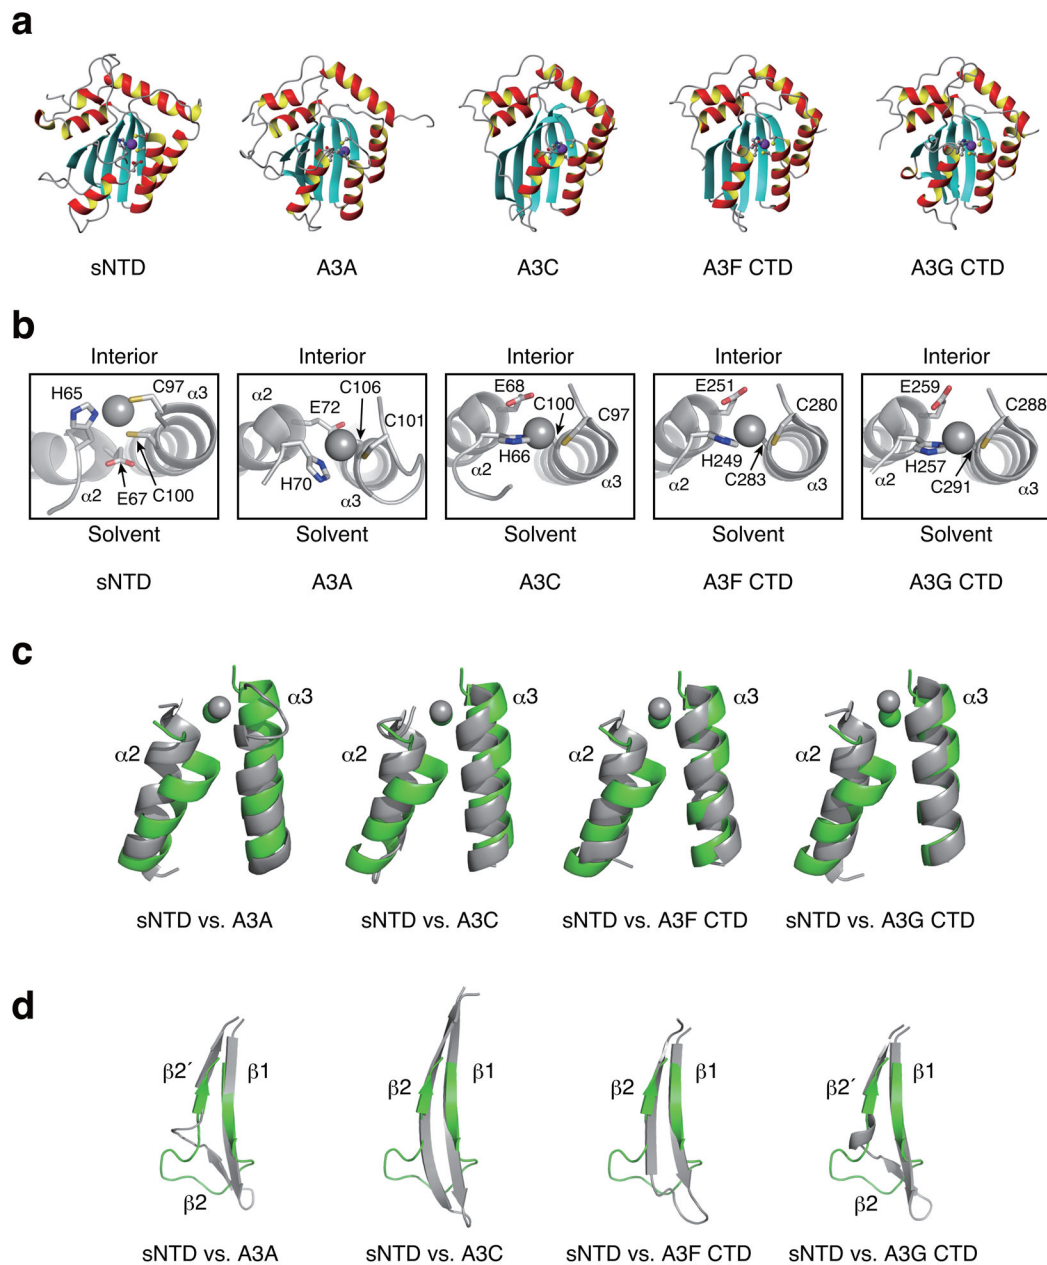 a
sNTD A3A A3C A3F CTD A3G CTD
b
Interior Interior Interior Interior Interior
H65 C97 α3 E67 C100 α2
α2 E72 C106 C101 H70 α3
E68 C100 C97 α2 H66 α3
E251 C280 H249 α2 C283 α3
E259 C288 H257 α2 C291 α3
Solvent Solvent Solvent Solvent Solvent
sNTD A3A A3C A3F CTD A3G CTD
c
α2 α3 α2 α3 α2 α3 α2 α3
sNTD vs. A3A sNTD vs. A3C sNTD vs. A3F CTD sNTD vs. A3G CTD
d
β2´ β1 β2 β1 β2 β1 β2´ β1
β2 β2
sNTD vs. A3A sNTD vs. A3C sNTD vs. A3F CTD sNTD vs. A3G CTD